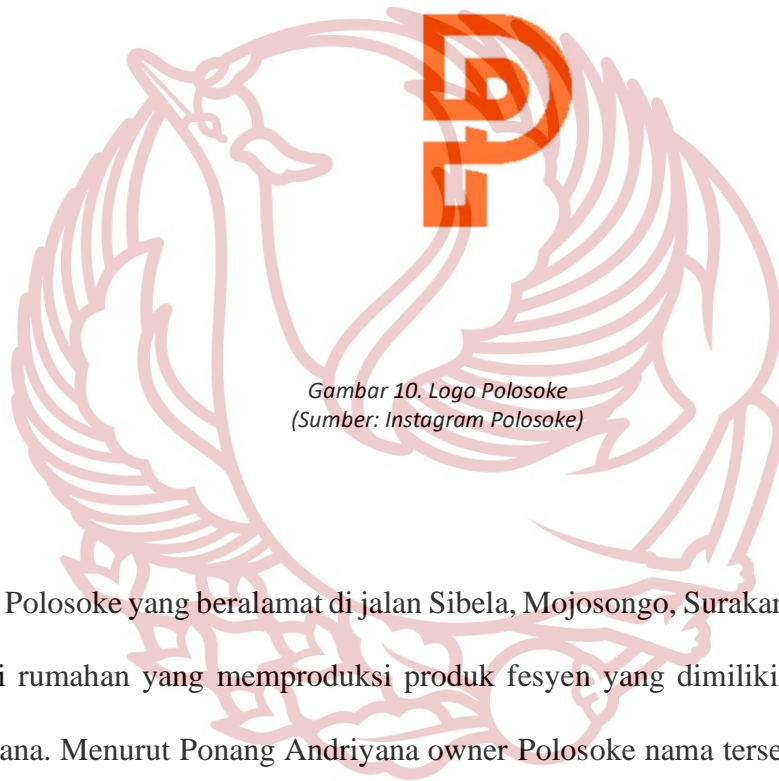 Gambar 10. Logo Polosoke
(Sumber: Instagram Polosoke)
Polosoke yang beralamat di jalan Sibela, Mojosongo, Surakar
i rumahan yang memproduksi produk fesyen yang dimiliki
ana. Menurut Ponang Andriyana owner Polosoke nama terse